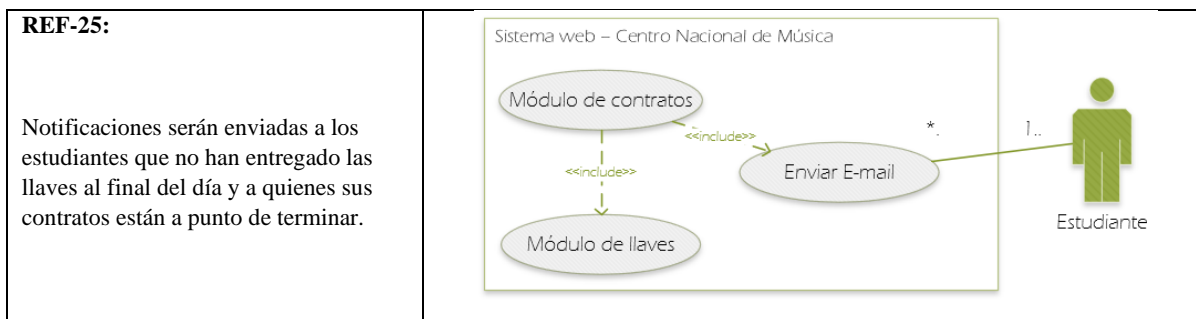 REF-25:
Notificaciones serán enviadas a los
estudiantes que no han entregado las
llaves al final del día y a quienes sus
contratos están a punto de terminar.
Sistema web – Centro Nacional de Música
Módulo de contratos
<<include>>
*.
1..
<<include>>
Enviar E-mail
Módulo de llaves
Estudiante